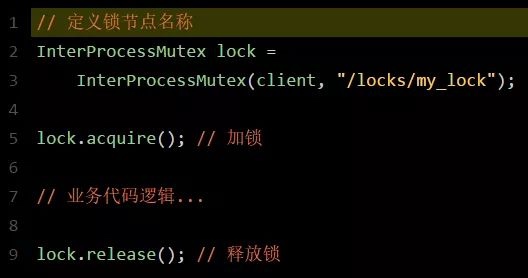 1 // 定义锁节点名称
2 InterProcessMutex lock =
3 InterProcessMutex(client, "/locks/my_lock");
4
5 lock.acquire(); // 加锁
6
7 // 业务代码逻辑...
8
9 lock.release(); // 释放锁